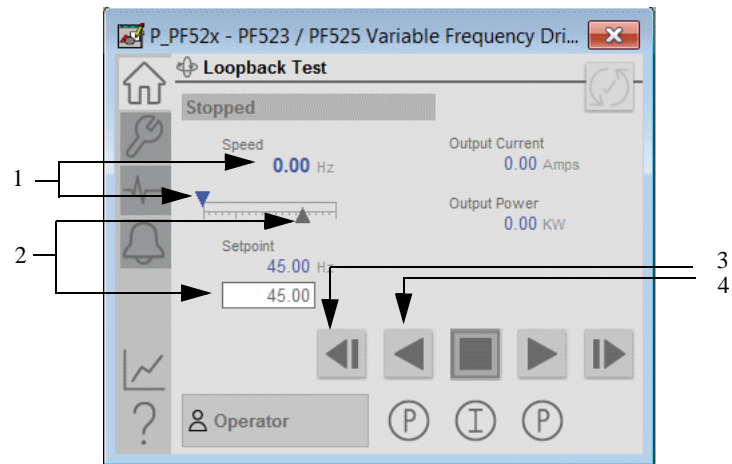 P_PF52x - PF523 / PF525 Variable Frequency Dri...
Loopback Test
Stopped
Speed
0.00 Hz
Output Current
0.00 Amps
1
Output Power
0.00 KW
2
Setpoint
45.00 Hz
45.00
3
4
Operator
P I P
?